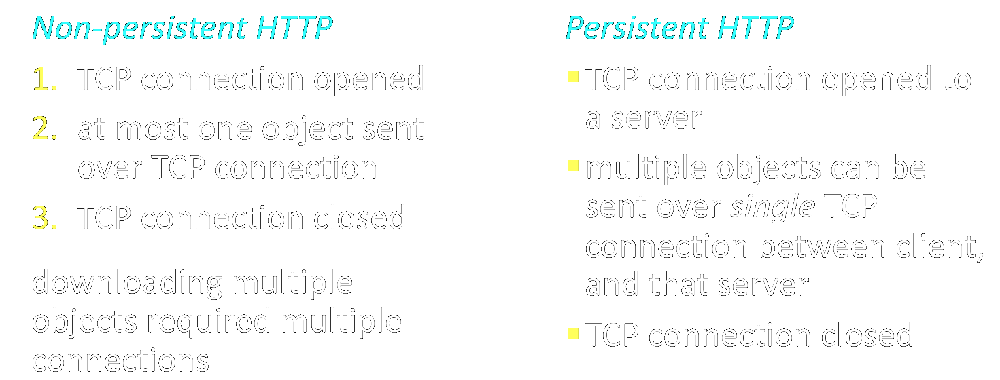 Non-persistent HTTP
1. TCP connection opened
2. at most one object sent
over TCP connection
3. TCP connection closed
downloading multiple
objects required multiple
connections
Persistent HTTP
▪ TCP connection opened to
a server
▪ multiple objects can be
sent over single TCP
connection between client,
and that server
▪ TCP connection closed